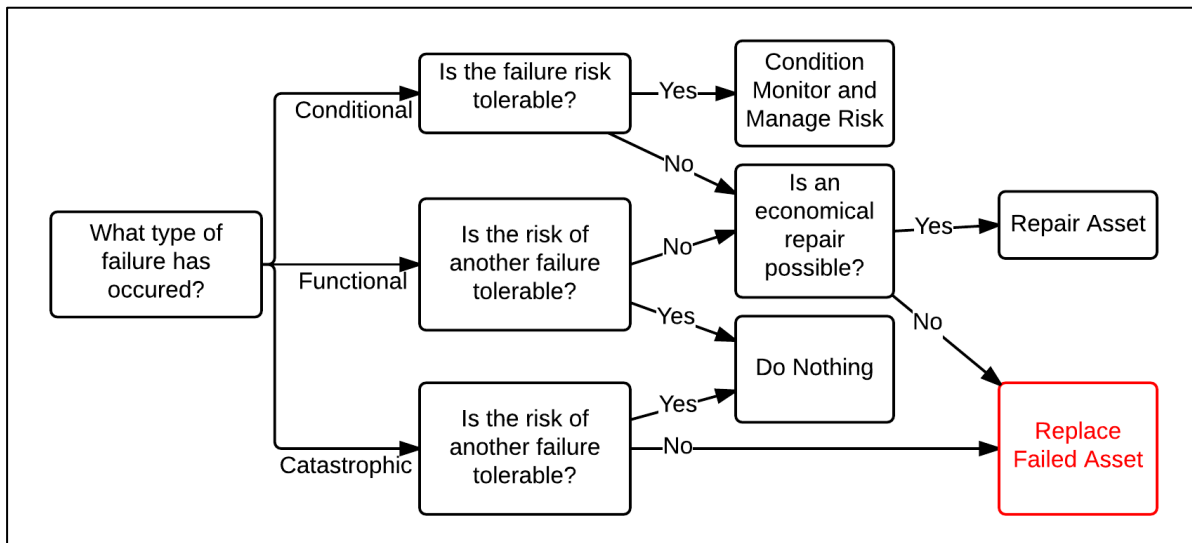 What type of
failure has
occured?
Conditional
Functional
Catastrophic
Is the failure risk
tolerable?
Yes
No
Condition
Monitor and
Manage Risk
Is the risk of
another failure
tolerable?
No
Yes
Is an
economical
repair
possible?
Yes
No
Repair Asset
Is the risk of
another failure
tolerable?
Yes
No
Do Nothing
Replace
Failed Asset